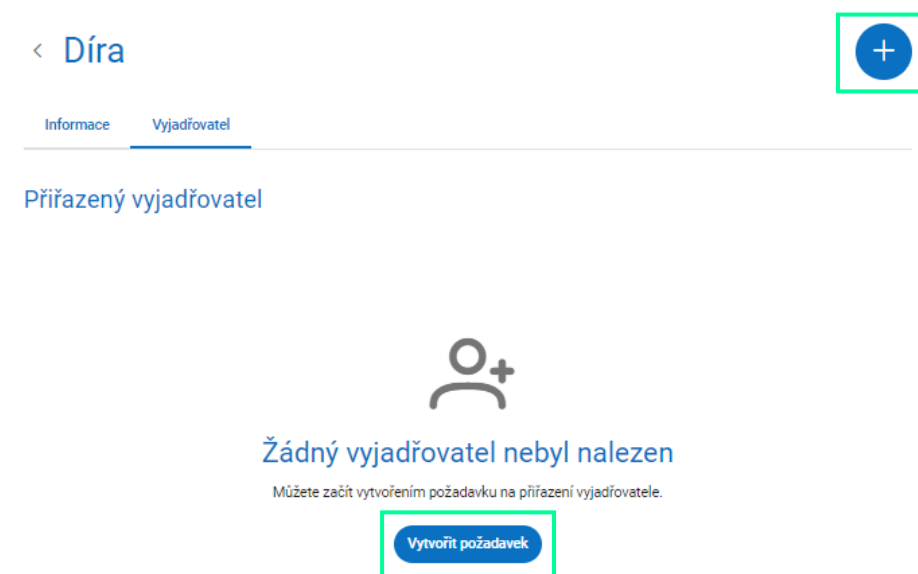 Díra
Informace Vyjadřovatel
Přiřazený vyjadřovatel
Žádný vyjadřovatel nebyl nalezen
Můžete začít vytvořením požadavku na přiřazení vyjadřovatele.
Vytvořit požadavek